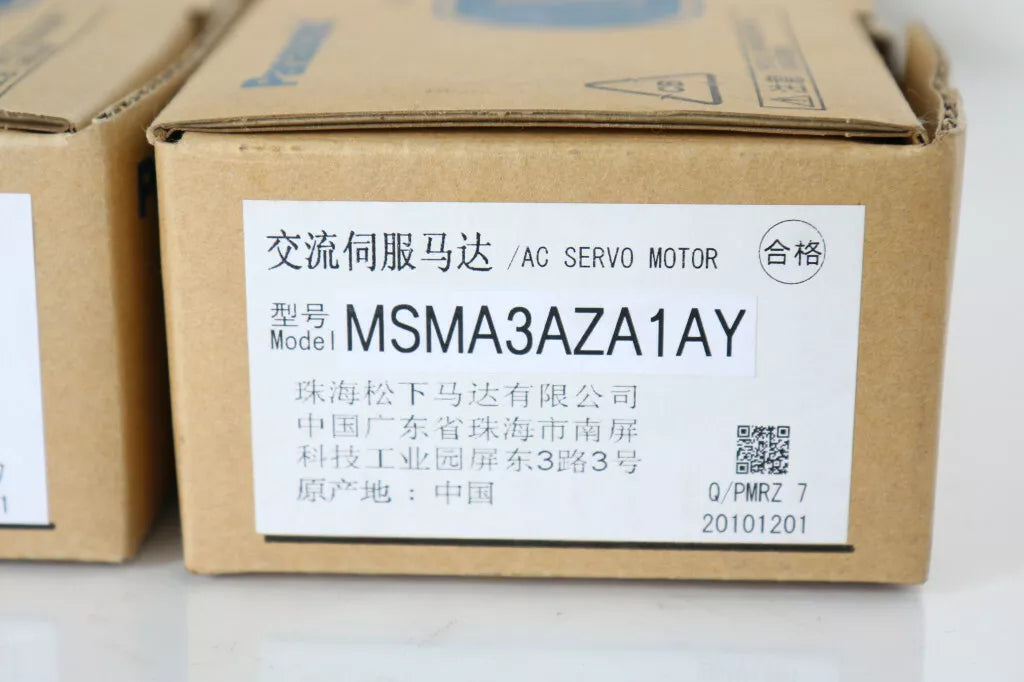 Panasonic
CB
交流伺服马达 /AC SERVO MOTOR
合格
型号
Model MSMA3AZA1AY
珠海松下马达有限公司
中国广东省珠海市南屏
科技工业园屏东3路3号
原产地：中国
Q/PMRZ 7
20101201